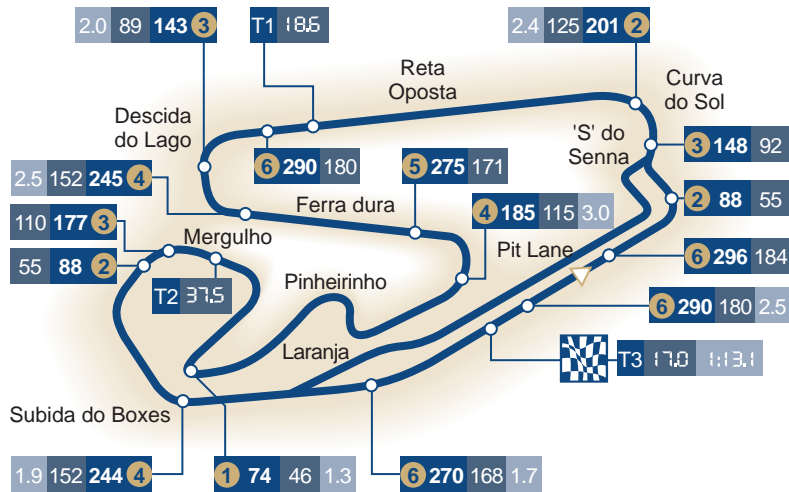 2.0 89 143 3
T1 18.6
2.4 125 201 2
Reta
Oposta
Curva
do Sol
Descida
do Lago
'S' do
Senna
3 148 92
6 290 180
5 275 171
2.5 152 245 4
Ferra dura
4 185 115 3.0
2 88 55
110 177 3
Mergulho
Pit Lane
6 296 184
55 88 2
Pinheirinho
T2 37.5
6 290 180 2.5
Laranja
T3 17.0 1:13.1
Subida do Boxes
1.9 152 244 4
1 74 46 1.3
6 270 168 1.7